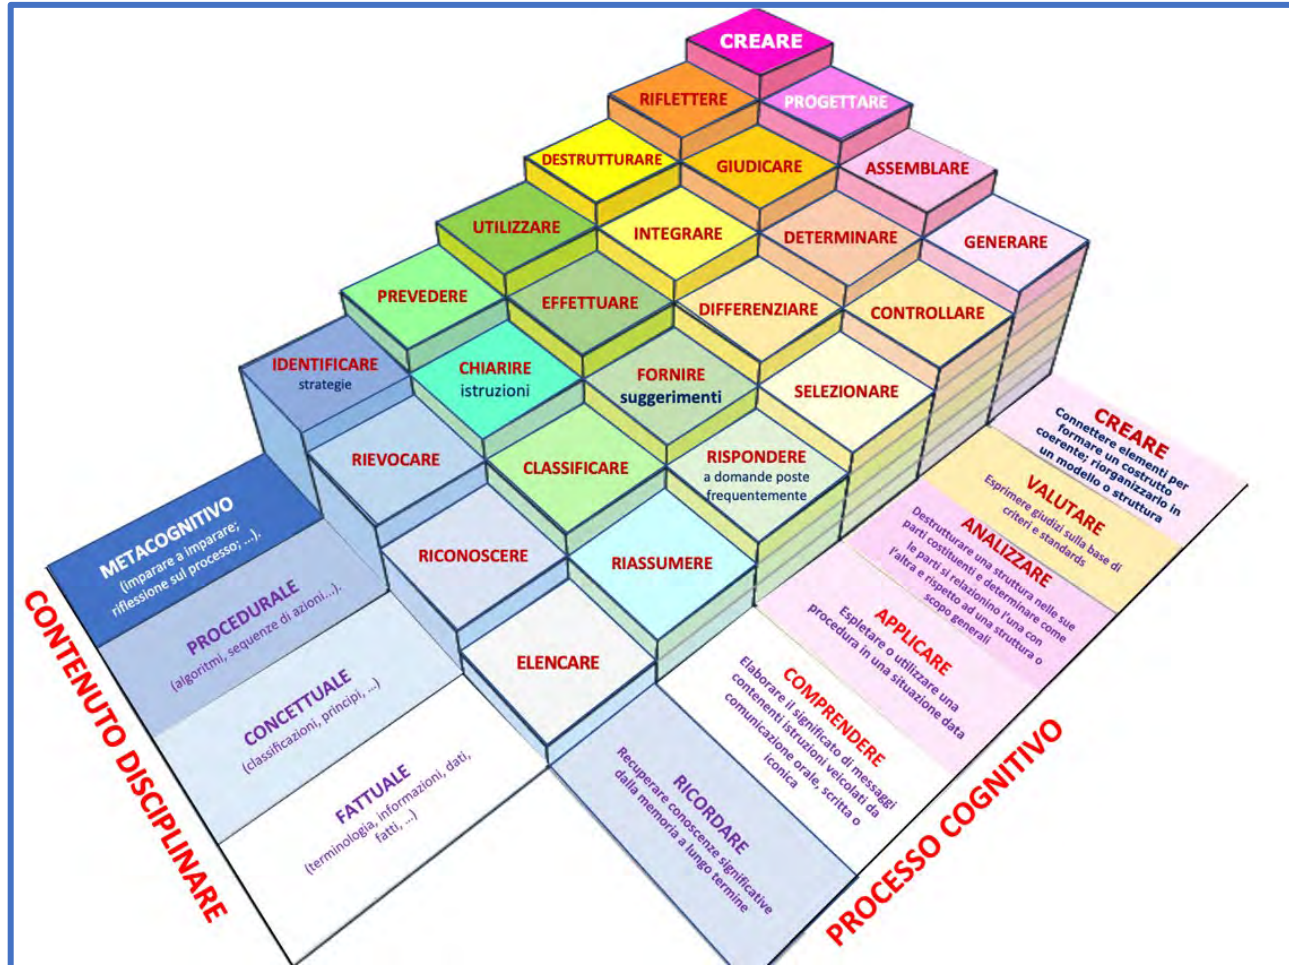 CREARE
RIFLETTERE
PROGETTARE
DESTRUTTURARE
GIUDICARE
ASSEMBLARE
UTILIZZARE
INTEGRARE
DETERMINARE
GENERARE
PREVEDERE
EFFETTUARE
DIFFERENZIARE
CONTROLLARE
IDENTIFICARE
strategie
CHIARIRE
istruzioni
FORNIRE
suggerimenti
SELEZIONARE
RIEVOCARE
CLASSIFICARE
RISPONDERE
a domande poste
frequentemente
RICONOSCERE
RIASSUMERE
ELENCARE
METACOGNITIVO
(imparare a imparare;
riflessione sul processo; ...).
PROCEDURALE
(algoritmi, sequenze di azioni...).
CONCETTUALE
(classificazioni, principi, ...)
FATTUALE
(terminologia, informazioni, dati,
fatti, ...)
CONTENUTO DISCIPLINARE
CREARE
Connettere elementi per
formare un costrutto
coerente; riorganizzarlo in
un modello o struttura
VALUTARE
Esprimere giudizi sulla base di
criteri e standards
ANALIZZARE
Destrutturare una struttura nelle sue
parti costituenti e determinare come
le parti si relazionino l'una con
l'altra e rispetto ad una struttura o
scopo generali
APPLICARE
Espletare o utilizzare una
procedura in una situazione data
COMPRENDERE
Elaborare il significato di messaggi
contenenti istruzioni veicolati da
comunicazione orale, scritta o
iconica
RICORDARE
Recuperare conoscenze significative
dalla memoria a lungo termine
PROCESSO COGNITIVO